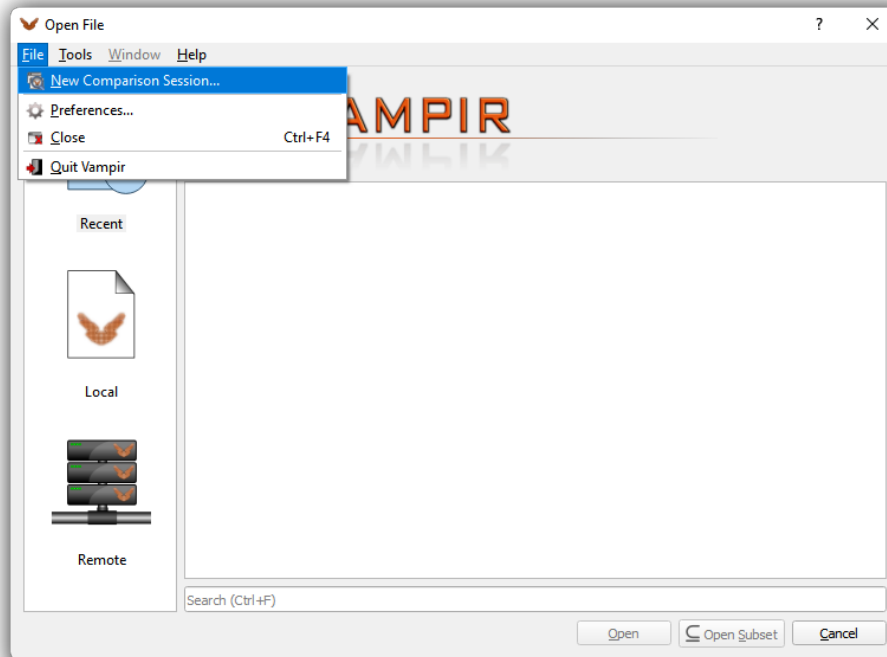 Open File
File Tools Window Help
New Comparison Session...
Preferences...
Close Ctrl+F4
Quit Vampir
AMPIR
Recent
Local
Remote
Search (Ctrl+F)
Open Open Subset Cancel